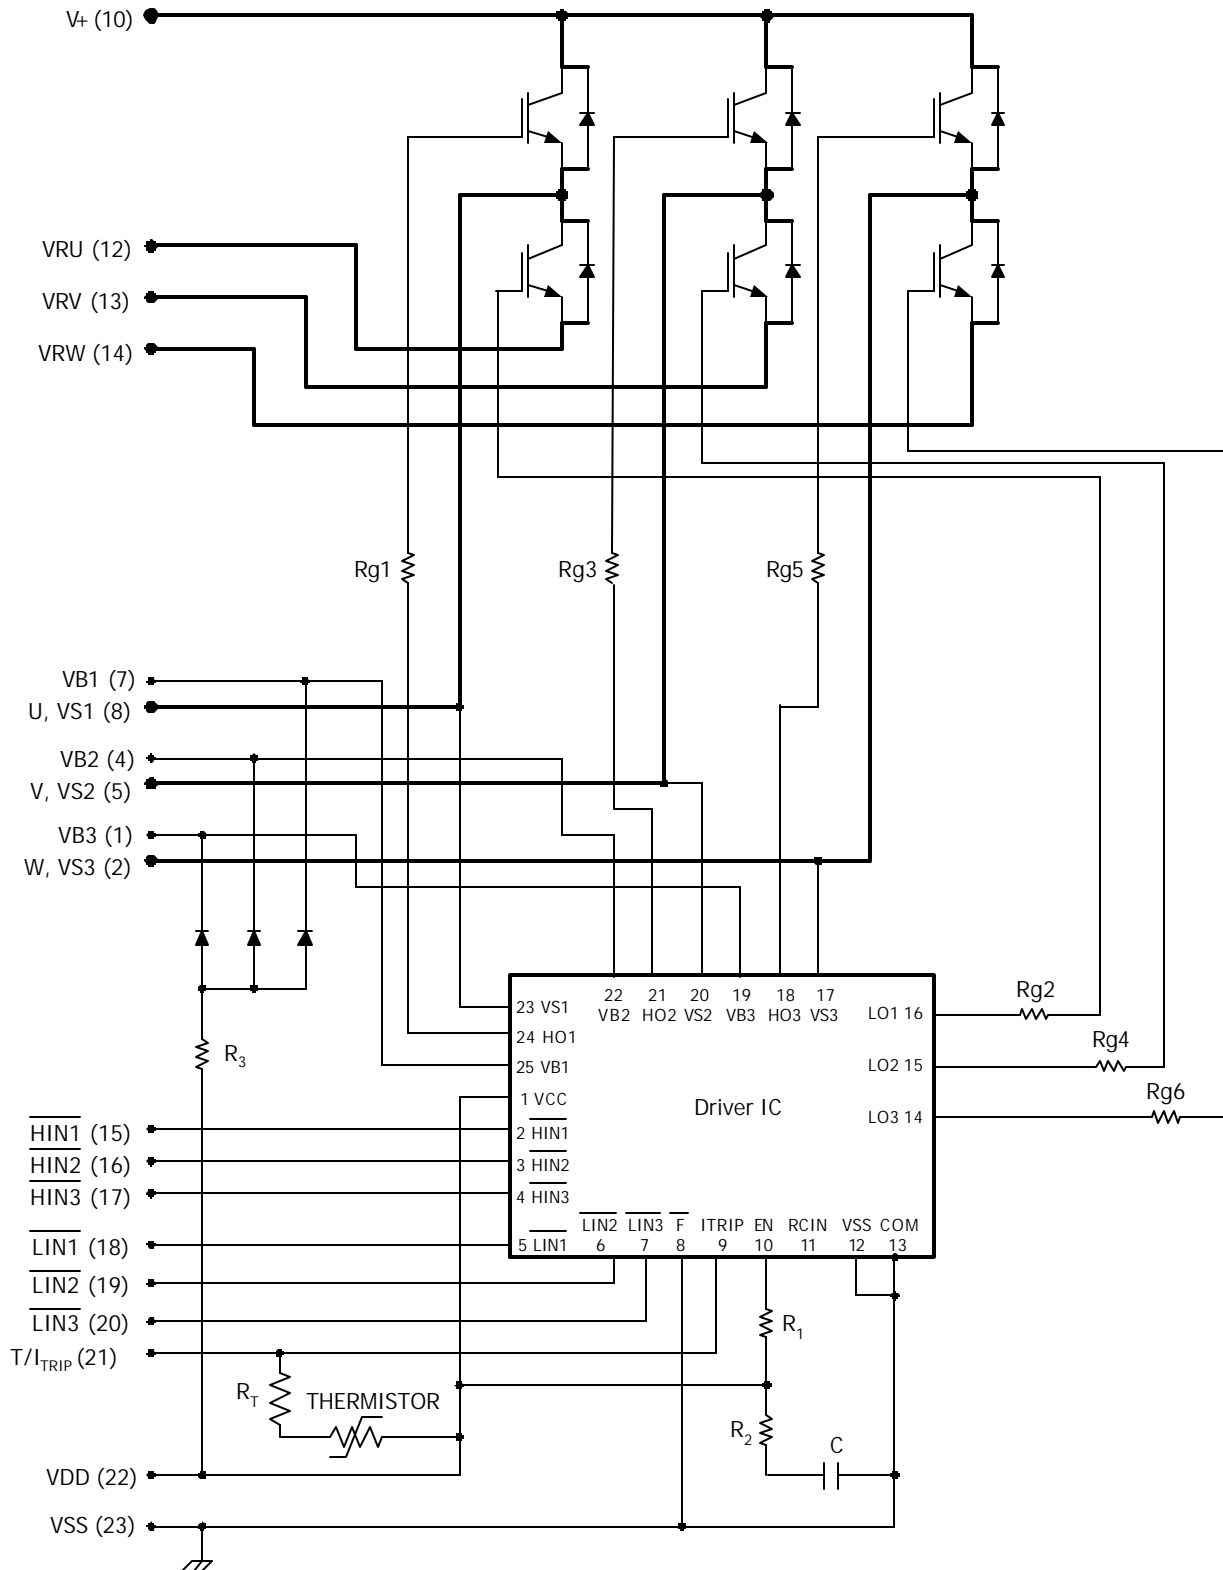 V+ (10)
VRU (12)
VRV (13)
VRW (14)
Rg1
Rg3
Rg5
VB1 (7)
U, VS1 (8)
VB2 (4)
V, VS2 (5)
VB3 (1)
W, VS3 (2)
22 21 20 19 18 17
VB2 HO2 VS2 VB3 HO3 VS3
23 VS1
24 HO1
25 VB1
1 VCC
2 HIN1
3 HIN2
4 HIN3
5 LIN1
LO1 16
LO2 15
LO3 14
Driver IC
Rg2
Rg4
Rg6
R3
HIN1 (15)
HIN2 (16)
HIN3 (17)
LIN1 (18)
LIN2 (19)
LIN3 (20)
LIN2 LIN3 F ITRIP EN RCIN VSS COM
6 7 8 9 10 11 12 13
T/ITRIP (21)
R1
RT
THERMISTOR
R2
C
VDD (22)
VSS (23)